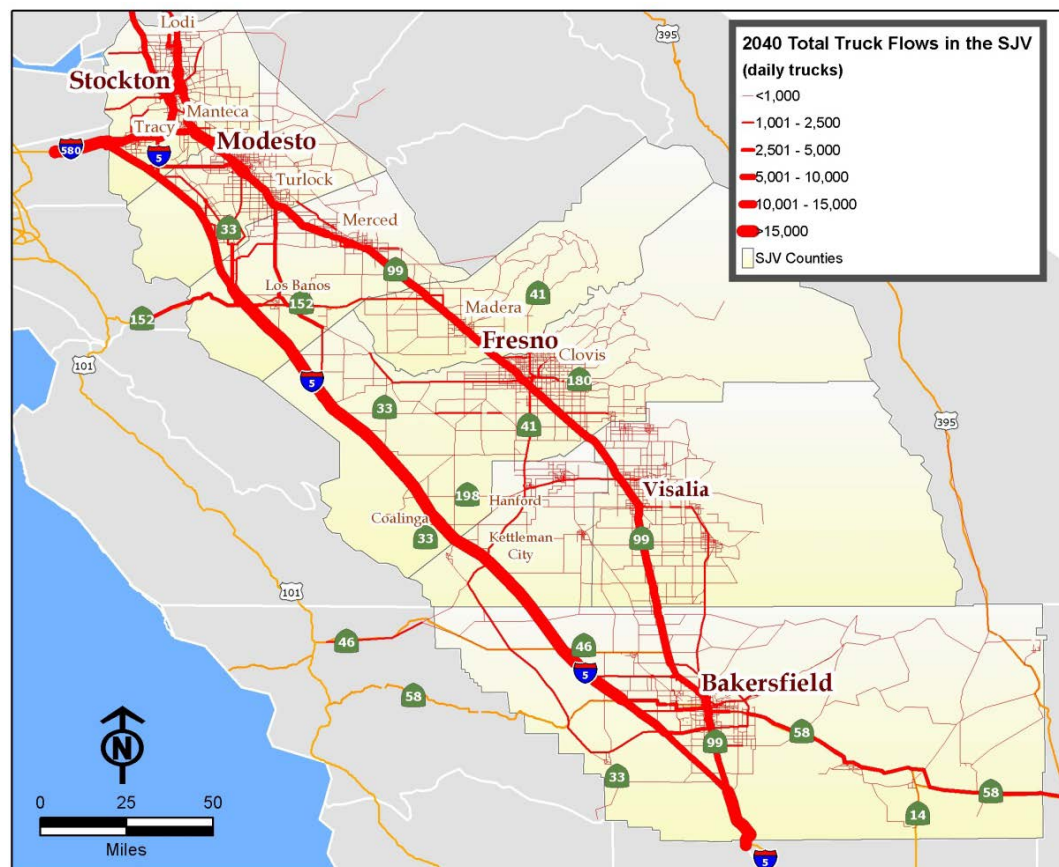 2040 Total Truck Flows in the SJV
(daily trucks)
<1,000
1,001 - 2,500
2,501 - 5,000
5,001 - 10,000
10,001 - 15,000
>15,000
SJV Counties
Lodi
395
Stockton
Manteca
Tracy
580
5
Modesto
Turlock
33
Merced
99
Los Banos
152
41
152
Madera
Fresno
Clovis
101
5
180
33
41
395
198
Hanford
Visalia
Coalinga
33
Kettleman
City
99
101
46
46
5
Bakersfield
58
99
58
N
33
58
14
0 25 50
Miles
5